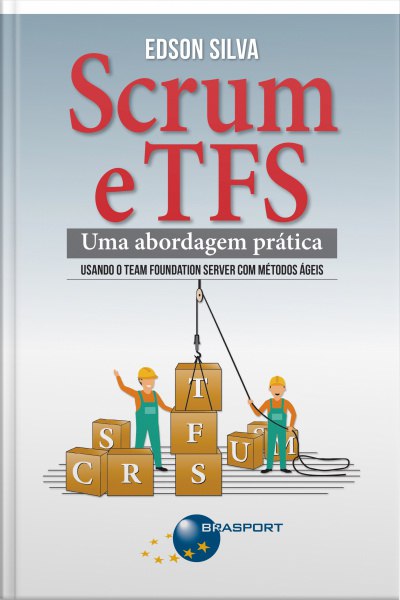 EDSON SILVA
Scrum
e TFS
Uma abordagem prática
USANDO O TEAM FOUNDATION SERVER COM MÉTODOS ÁGEIS
T
S F U S M
C R S
BRASPORT